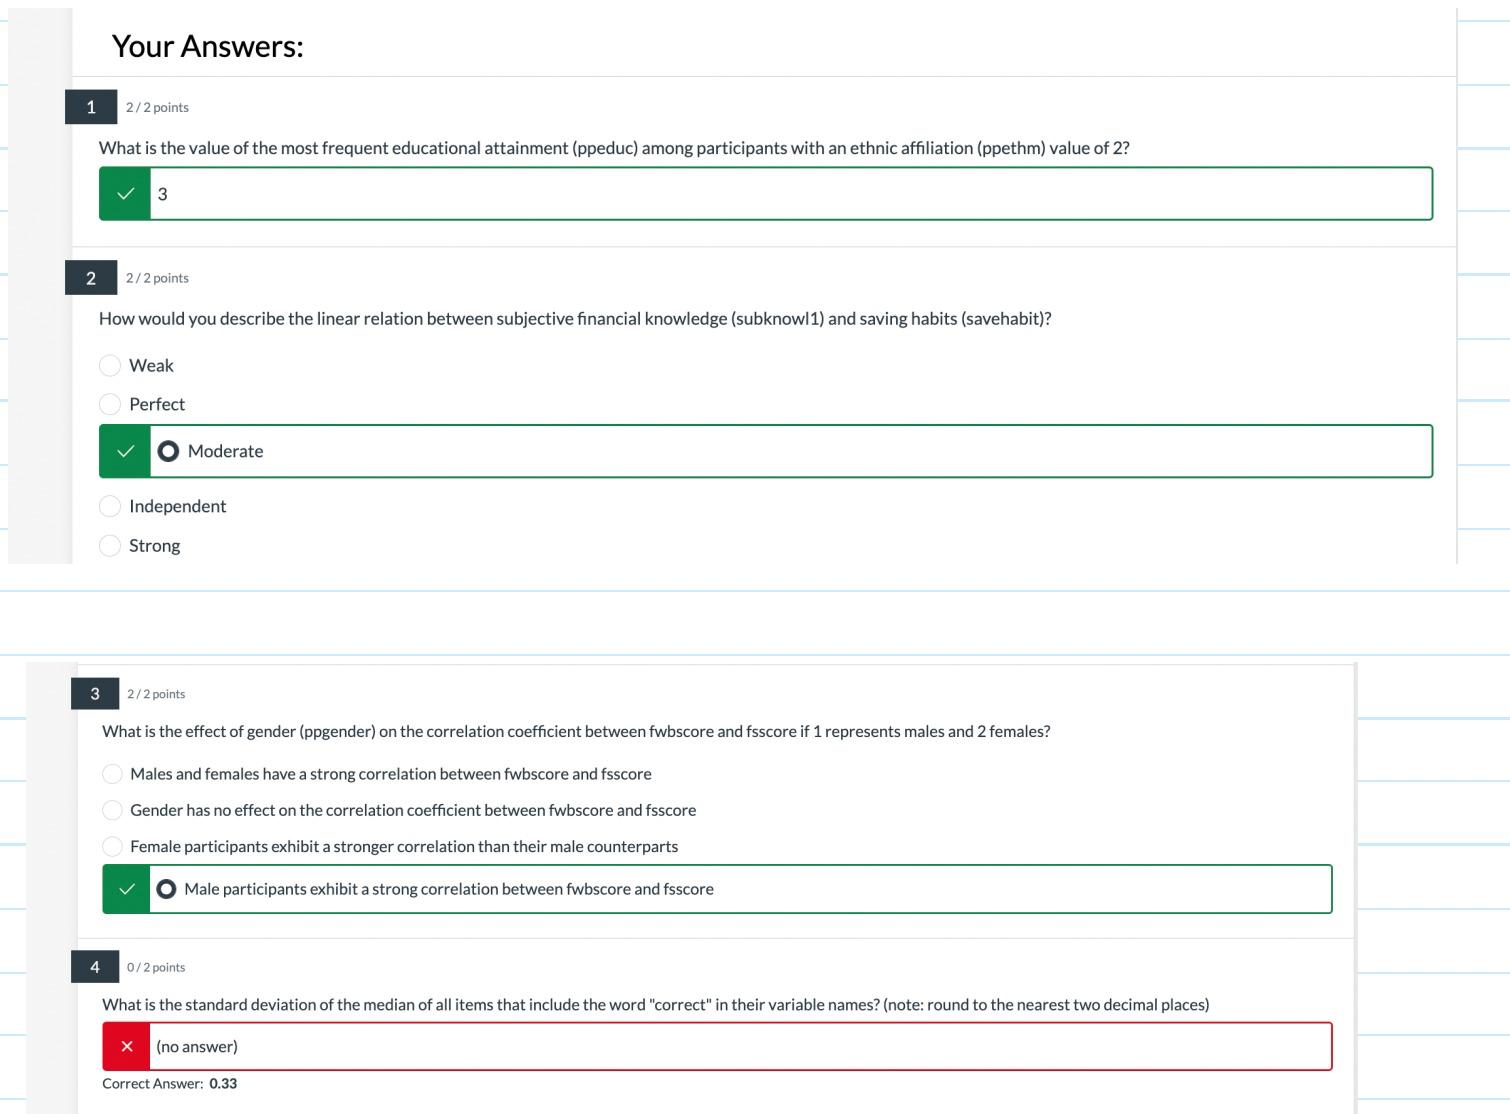 Your Answers:
1
2 / 2 points
What is the value of the most frequent educational attainment (ppeduc) among participants with an ethnic affiliation (ppethm) value of 2?
3
2
2 / 2 points
How would you describe the linear relation between subjective financial knowledge (subknowl1) and saving habits (savehabit)?
Weak
Perfect
Moderate
Independent
Strong
3
2 / 2 points
What is the effect of gender (ppgender) on the correlation coefficient between fwbscore and fsscore if 1 represents males and 2 females?
Males and females have a strong correlation between fwbscore and fsscore
Gender has no effect on the correlation coefficient between fwbscore and fsscore
Female participants exhibit a stronger correlation than their male counterparts
Male participants exhibit a strong correlation between fwbscore and fsscore
4
0 / 2 points
What is the standard deviation of the median of all items that include the word "correct" in their variable names? (note: round to the nearest two decimal places)
(no answer)
Correct Answer: 0.33